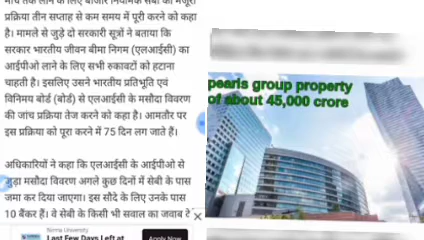 प्रक्रिया तीन सप्ताह से कम समय में पूरी करने को कहा
है। मामले से जुड़े दो सरकारी सूत्रों ने बताया कि
सरकार भारतीय जीवन बीमा निगम (एलआईसी) का
आईपीओ लाने के लिए सभी रुकावटों को हटाना
चाहती है। इसलिए उसने भारतीय प्रतिभूति एवं
विनिमय बोर्ड (बोर्ड) से एलआईसी के मसौदा विवरण
की जांच प्रक्रिया तेज करने को कहा है। आमतौर पर
इस प्रक्रिया को पूरा करने में 75 दिन लग जाते हैं।
अधिकारियों ने कहा कि एलआईसी के आईपीओ से
जुड़ा मसौदा विवरण अगले कुछ दिनों में सेबी के पास
जमा कर दिया जाएगा। इस सौदे के लिए उनके पास
10 बैंकर हैं। वे सेबी के किसी भी सवाल का जवाब
University
Last Few Days Left at
Apply Now
pearls group property
of about 45,000 crore